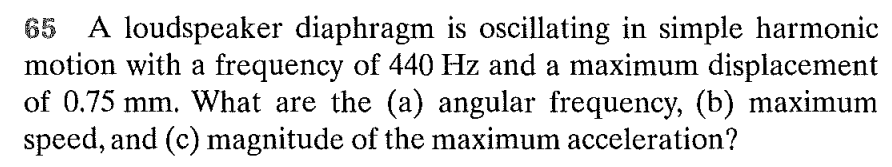 65 A loudspeaker diaphragm is oscillating in simple harmonic
motion with a frequency of 440 Hz and a maximum displacement
of 0.75 mm. What are the (a) angular frequency, (b) maximum
speed, and (c) magnitude of the maximum acceleration?